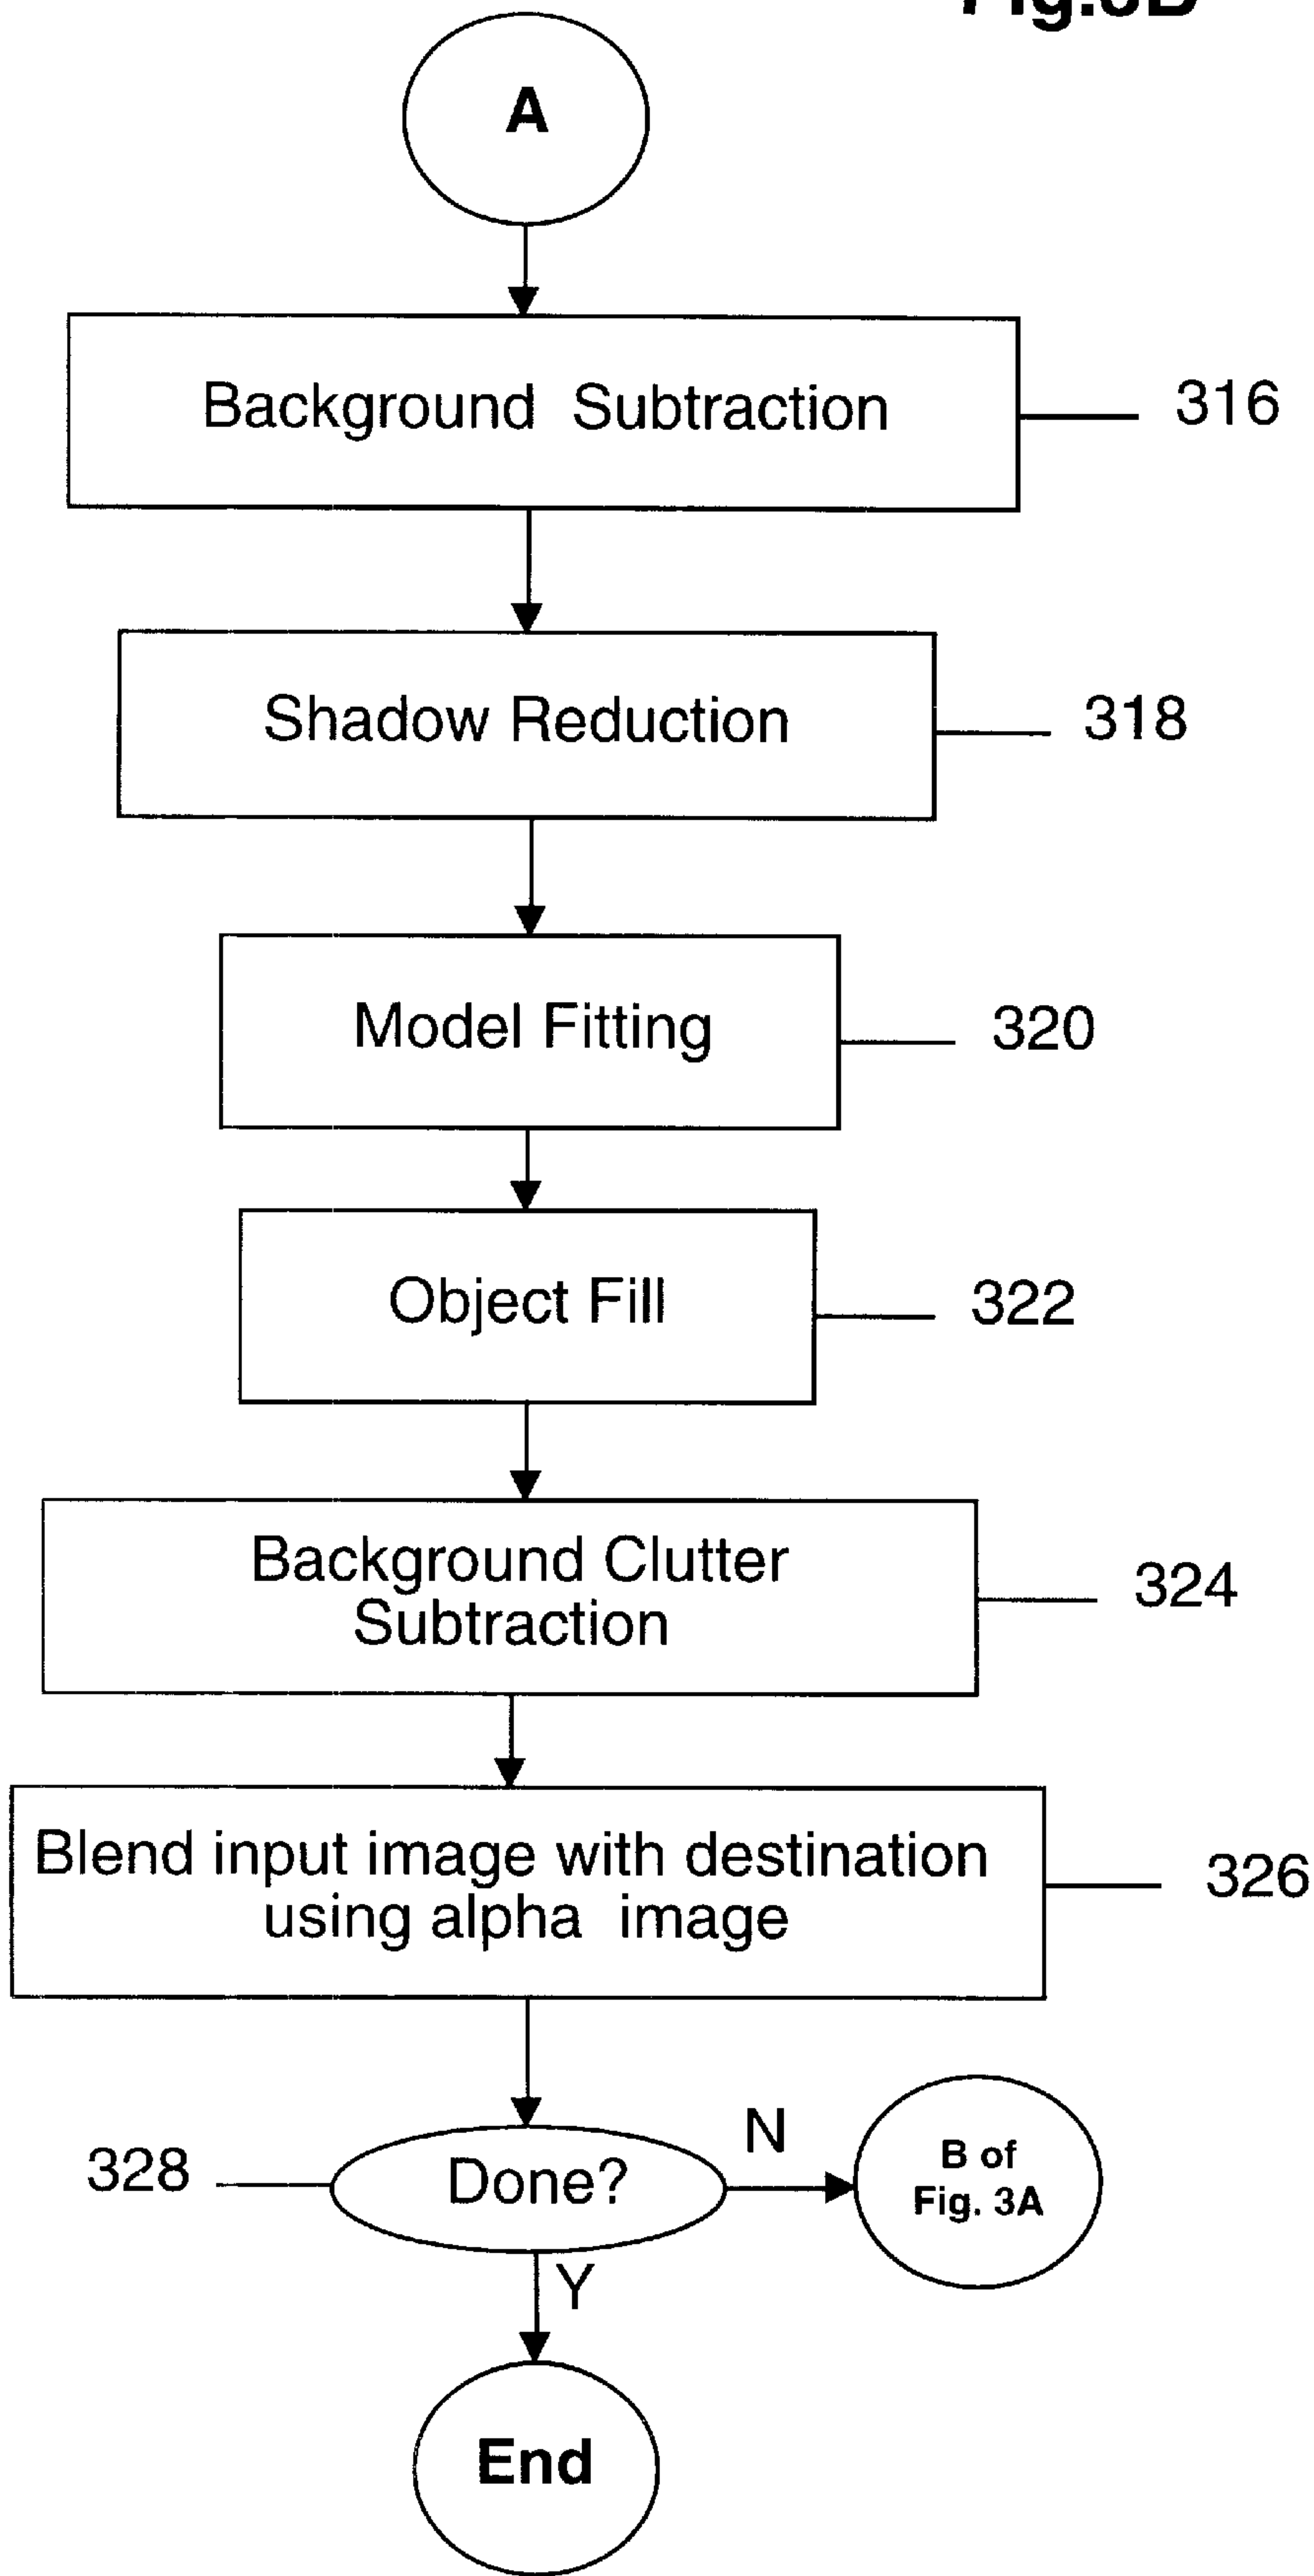 Fig.3B
A
Background Subtraction
316
Shadow Reduction
318
Model Fitting
320
Object Fill
322
Background Clutter
Subtraction
324
Blend input image with destination
using alpha image
326
328
Done?
N
B of
Fig. 3A
Y
End